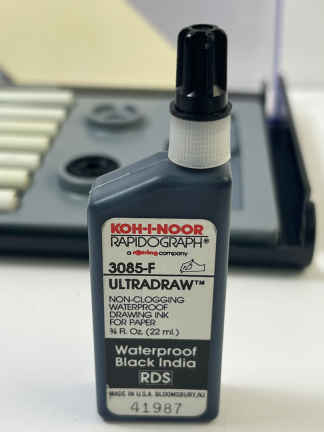 KOH-I-NOOR
RAPIDOGRAPH®
a rotring company
3085-F
ULTRADRAW™
NON-CLOGGING
WATERPROOF
DRAWING INK
FOR PAPER
¾ Fl. Oz. (22 ml.)
Waterproof
Black India
RDS
MADE IN U.S.A. BLOOMSBURY, NJ
41987